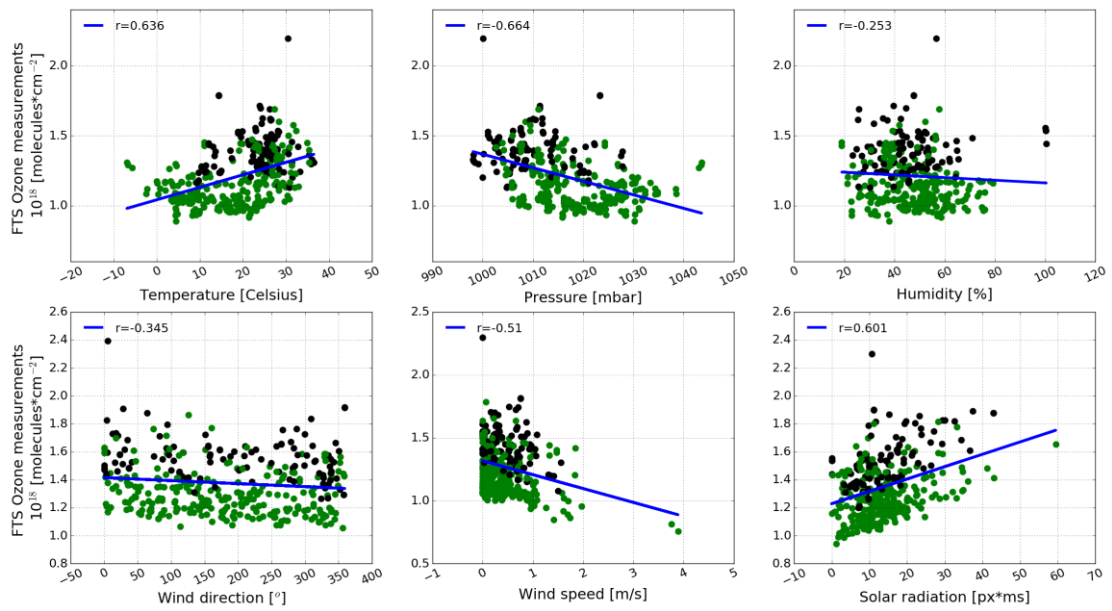 r=0.636
r=-0.664
r=-0.253
FTS Ozone measurements
10^18 [molecules*cm^−2]
2.0
1.5
1.0
2.0
1.5
1.0
2.0
1.5
1.0
−20 −10 0 10 20 30 40 50
990 1000 1010 1020 1030 1040 1050
0 20 40 60 80 100 120
Temperature [Celsius]
Pressure [mbar]
Humidity [%]
r=-0.345
r=-0.51
r=0.601
FTS Ozone measurements
10^18 [molecules*cm^−2]
2.6
2.4
2.2
2.0
1.8
1.6
1.4
1.2
1.0
0.8
2.5
2.0
1.5
1.0
0.5
2.6
2.4
2.2
2.0
1.8
1.6
1.4
1.2
1.0
0.8
−50 0 50 100 150 200 250 300 350 400
−1 0 1 2 3 4 5
−10 0 10 20 30 40 50 60 70
Wind direction [°]
Wind speed [m/s]
Solar radiation [px*ms]